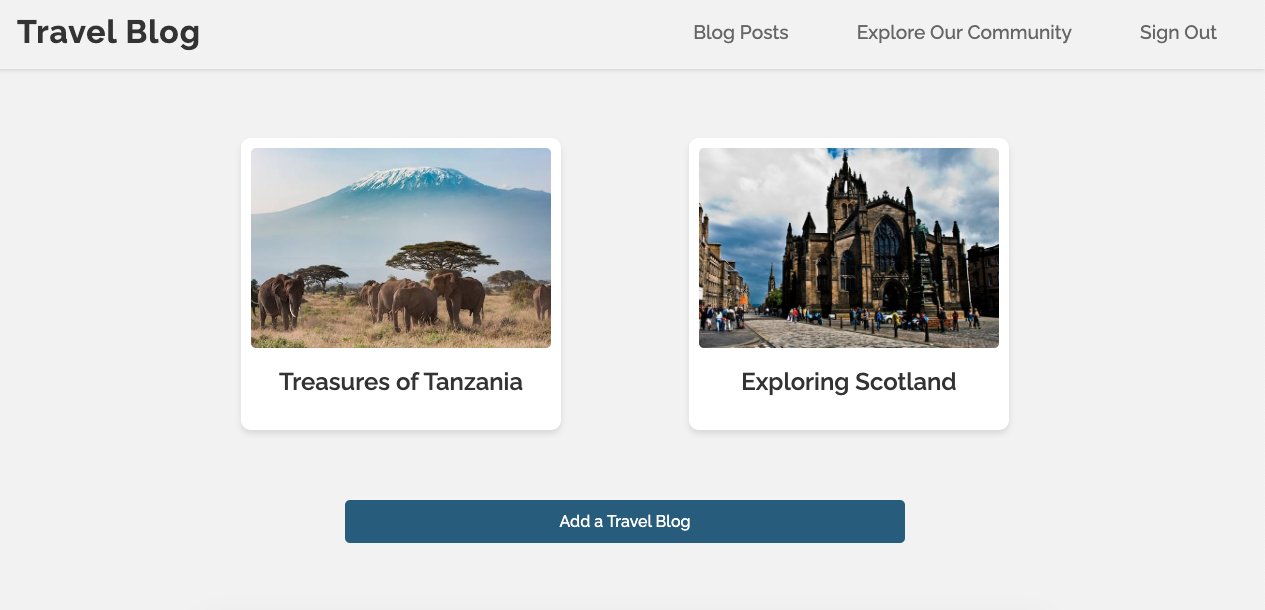 Travel Blog
Blog Posts
Explore Our Community
Sign Out
Treasures of Tanzania
Exploring Scotland
Add a Travel Blog